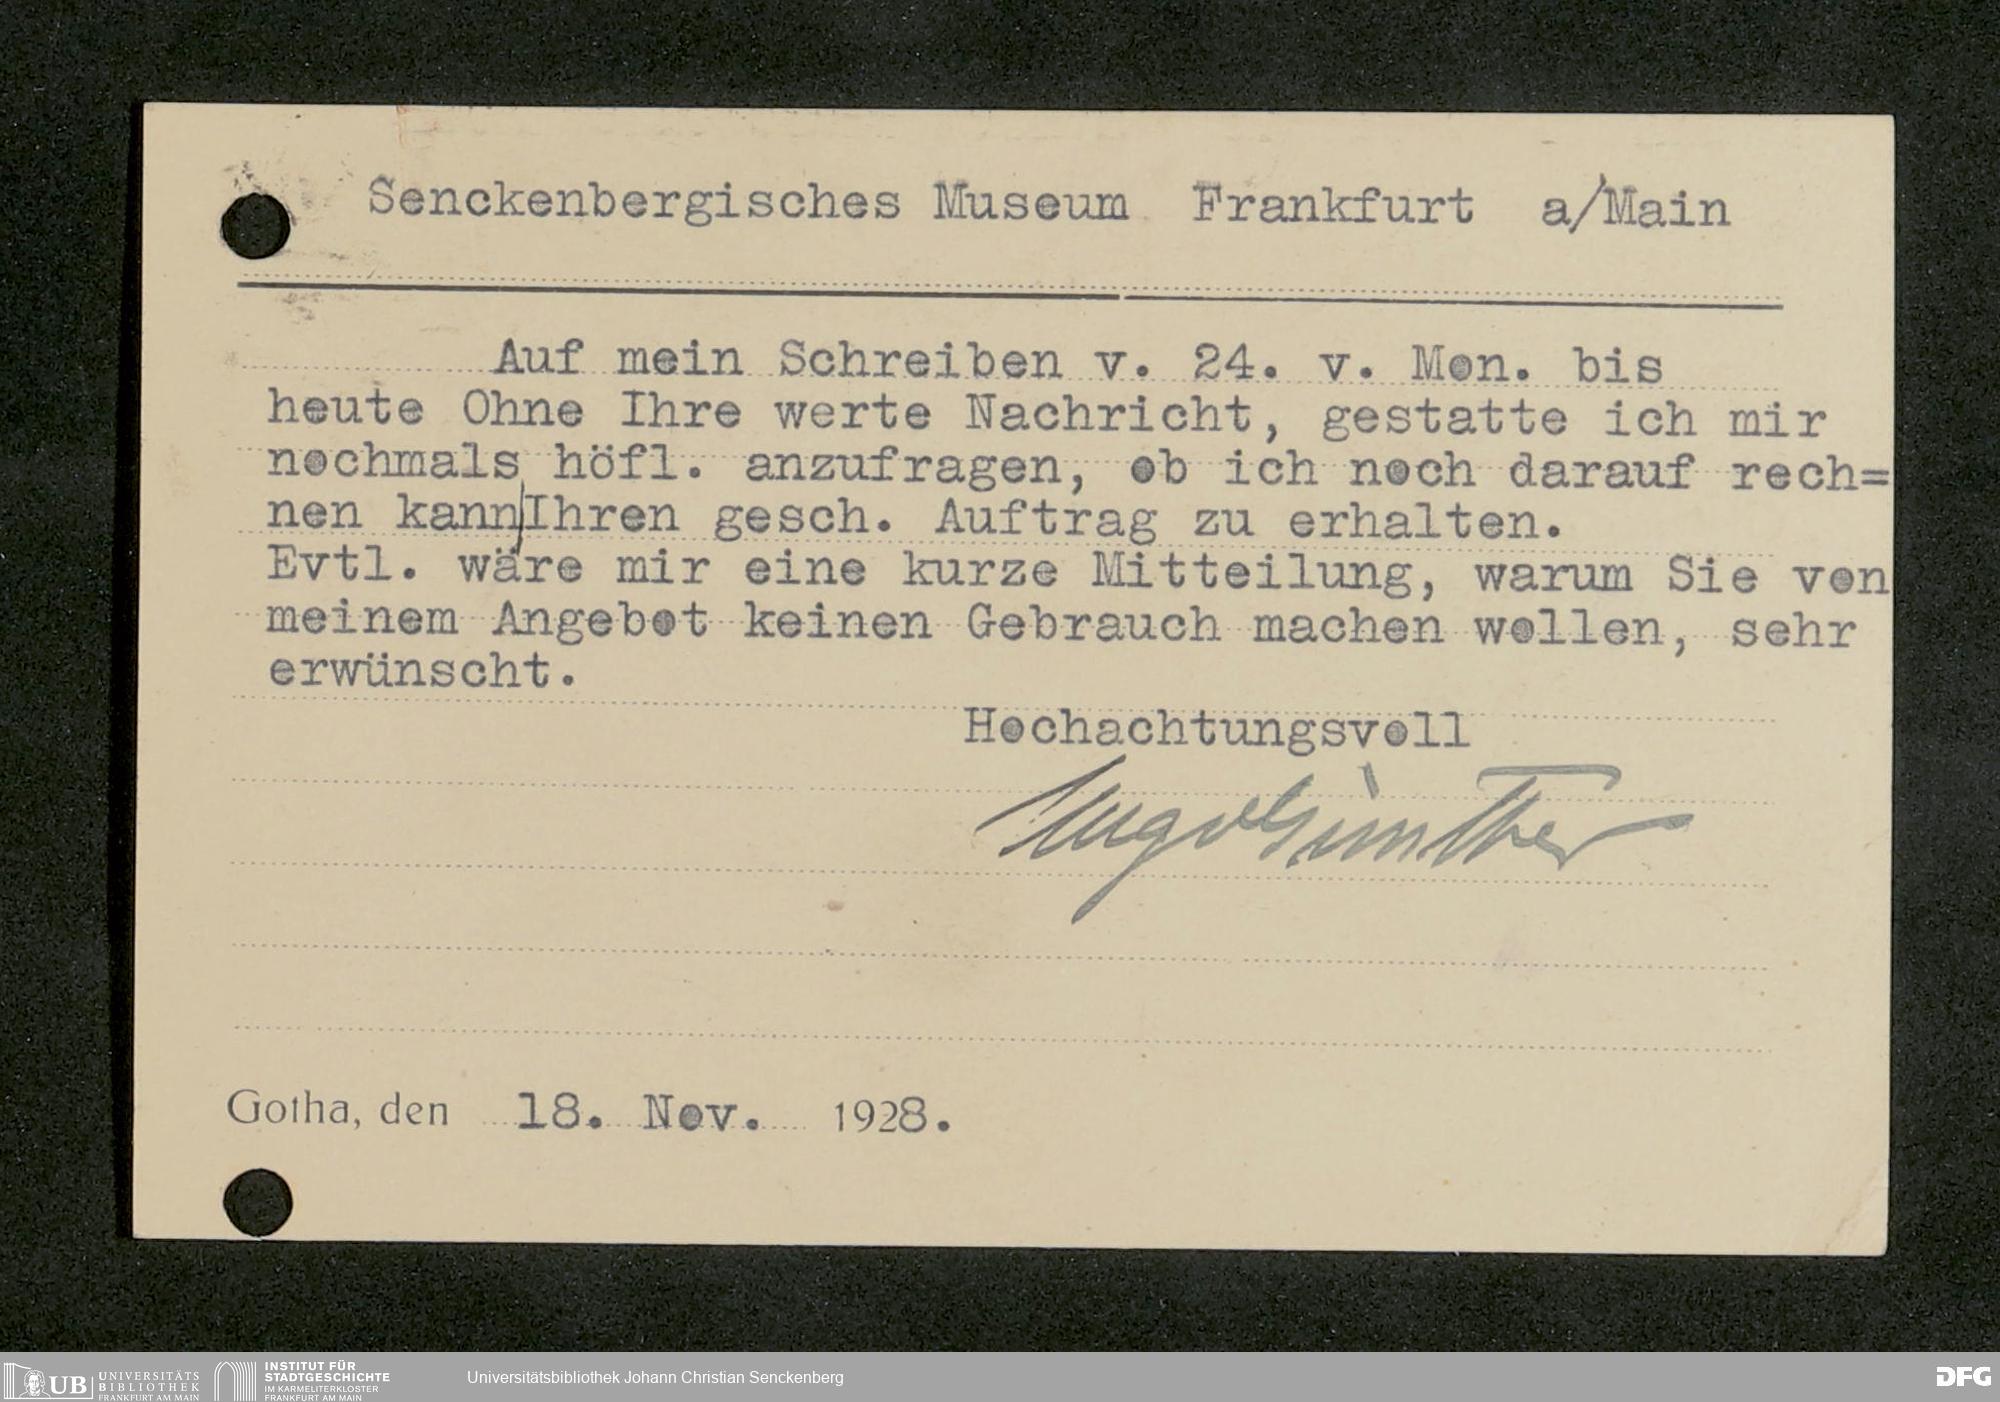 Senckenbergisches Museum Frankfurt a/Main
Auf mein Schreiben v. 24. v. Mon. bis
heute Ohne Ihre werte Nachricht, gestatte ich mir
nochmals höfl. anzufragen, ob ich noch darauf rech=
nen kann Ihren gesch. Auftrag zu erhalten.
Evtl. wäre mir eine kurze Mitteilung, warum Sie von
meinem Angebot keinen Gebrauch machen wollen, sehr
erwünscht.
Hochachtungsvoll
Hugo Günther
Gotha, den 18. Nov. 1928.
UB UNIVERSITÄTS BIBLIOTHEK FRANKFURT AM MAIN
INSTITUT FÜR STADTGESCHICHTE IM KARMELITERKLOSTER FRANKFURT AM MAIN
Universitätsbibliothek Johann Christian Senckenberg
DFG